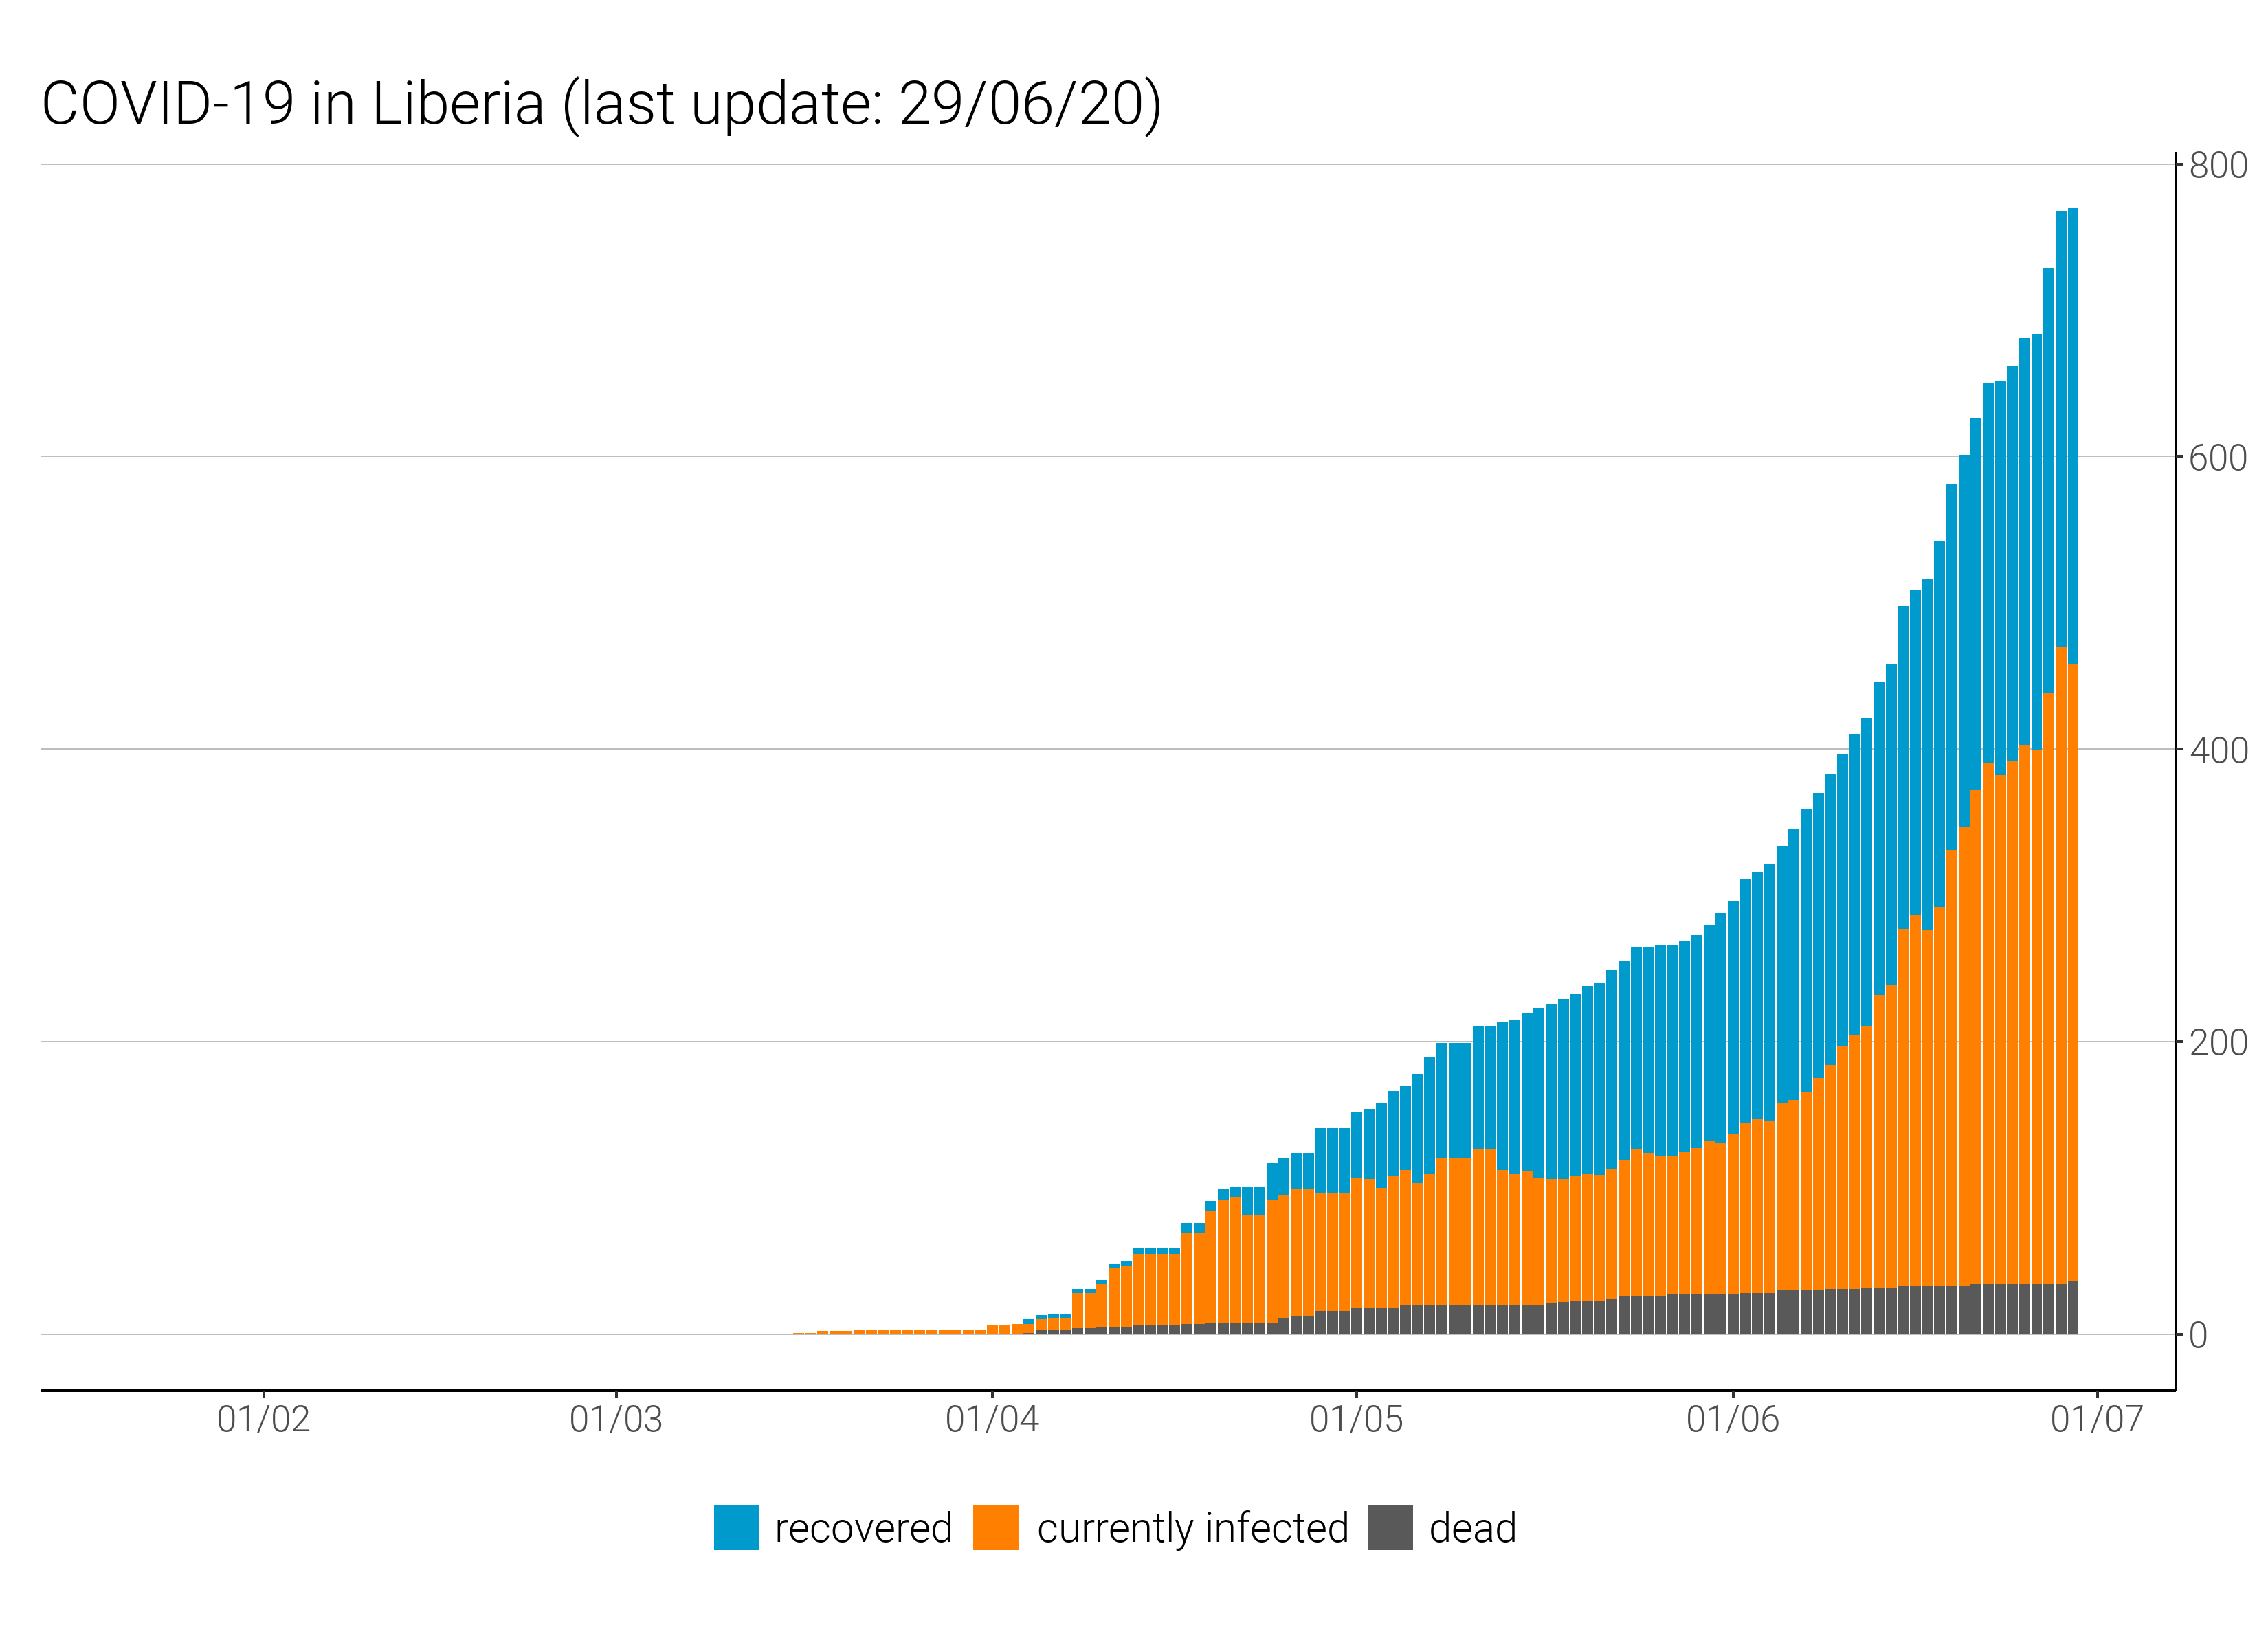 COVID-19 in Liberia (last update: 29/06/20)
800
600
400
200
0
01/02 01/03 01/04 01/05 01/06 01/07
recovered currently infected dead